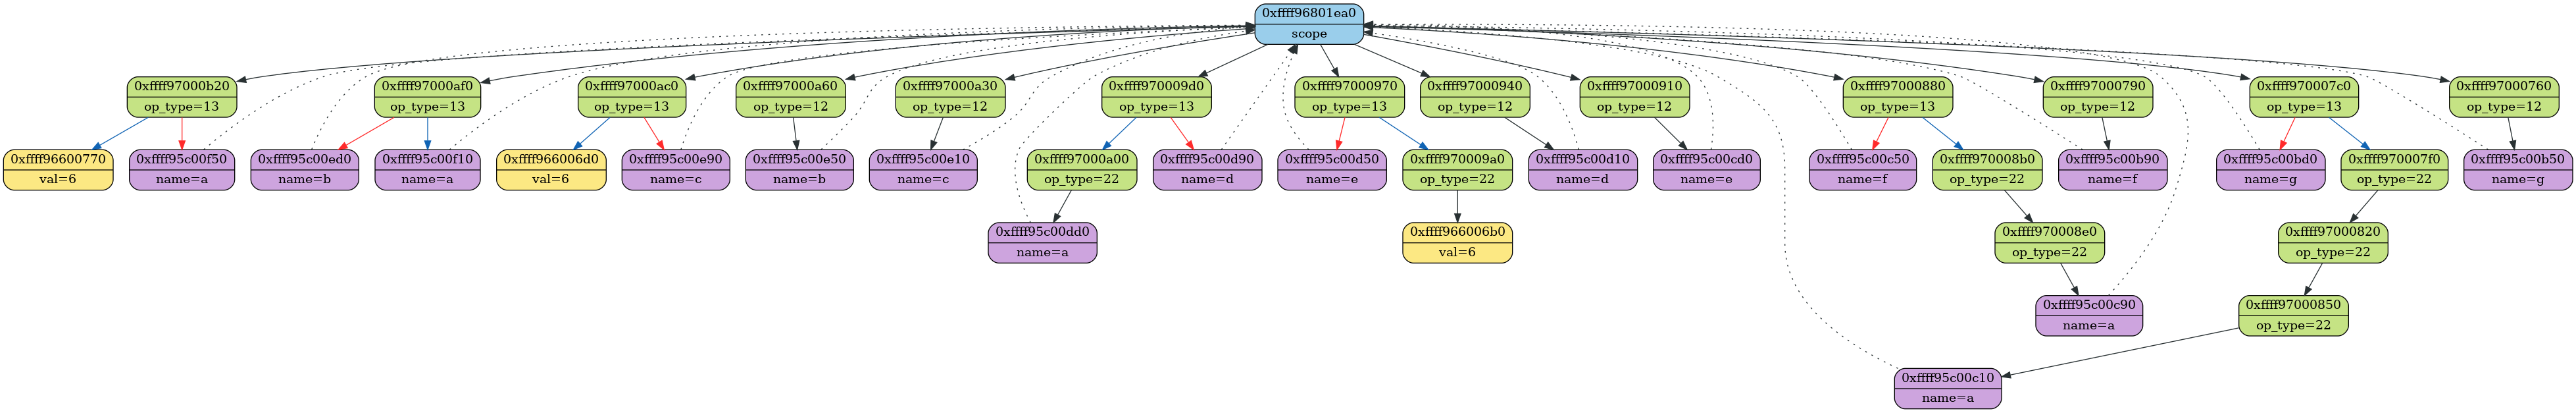 0xffff96801ea0
scope
0xffff97000b20
op_type=13
0xffff97000af0
op_type=13
0xffff97000ac0
op_type=13
0xffff97000a60
op_type=12
0xffff97000a30
op_type=12
0xffff970009d0
op_type=13
0xffff97000970
op_type=13
0xffff97000940
op_type=12
0xffff97000910
op_type=12
0xffff97000880
op_type=13
0xffff97000790
op_type=12
0xffff970007c0
op_type=13
0xffff97000760
op_type=12
0xffff96600770
val=6
0xffff95c00f50
name=a
0xffff95c00ed0
name=b
0xffff95c00f10
name=a
0xffff966006d0
val=6
0xffff95c00e90
name=c
0xffff95c00e50
name=b
0xffff95c00e10
name=c
0xffff97000a00
op_type=22
0xffff95c00d90
name=d
0xffff95c00d50
name=e
0xffff970009a0
op_type=22
0xffff95c00d10
name=d
0xffff95c00cd0
name=e
0xffff95c00c50
name=f
0xffff970008b0
op_type=22
0xffff95c00b90
name=f
0xffff95c00bd0
name=g
0xffff970007f0
op_type=22
0xffff95c00b50
name=g
0xffff95c00dd0
name=a
0xffff966006b0
val=6
0xffff970008e0
op_type=22
0xffff97000820
op_type=22
0xffff95c00c90
name=a
0xffff97000850
op_type=22
0xffff95c00c10
name=a